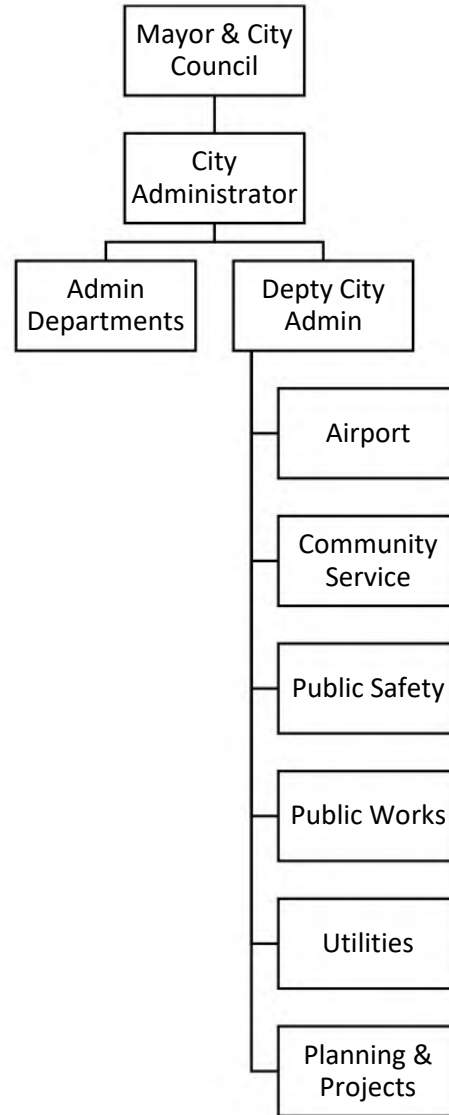 Mayor & City
Council
City
Administrator
Admin
Departments
Depty City
Admin
Airport
Community
Service
Public Safety
Public Works
Utilities
Planning &
Projects